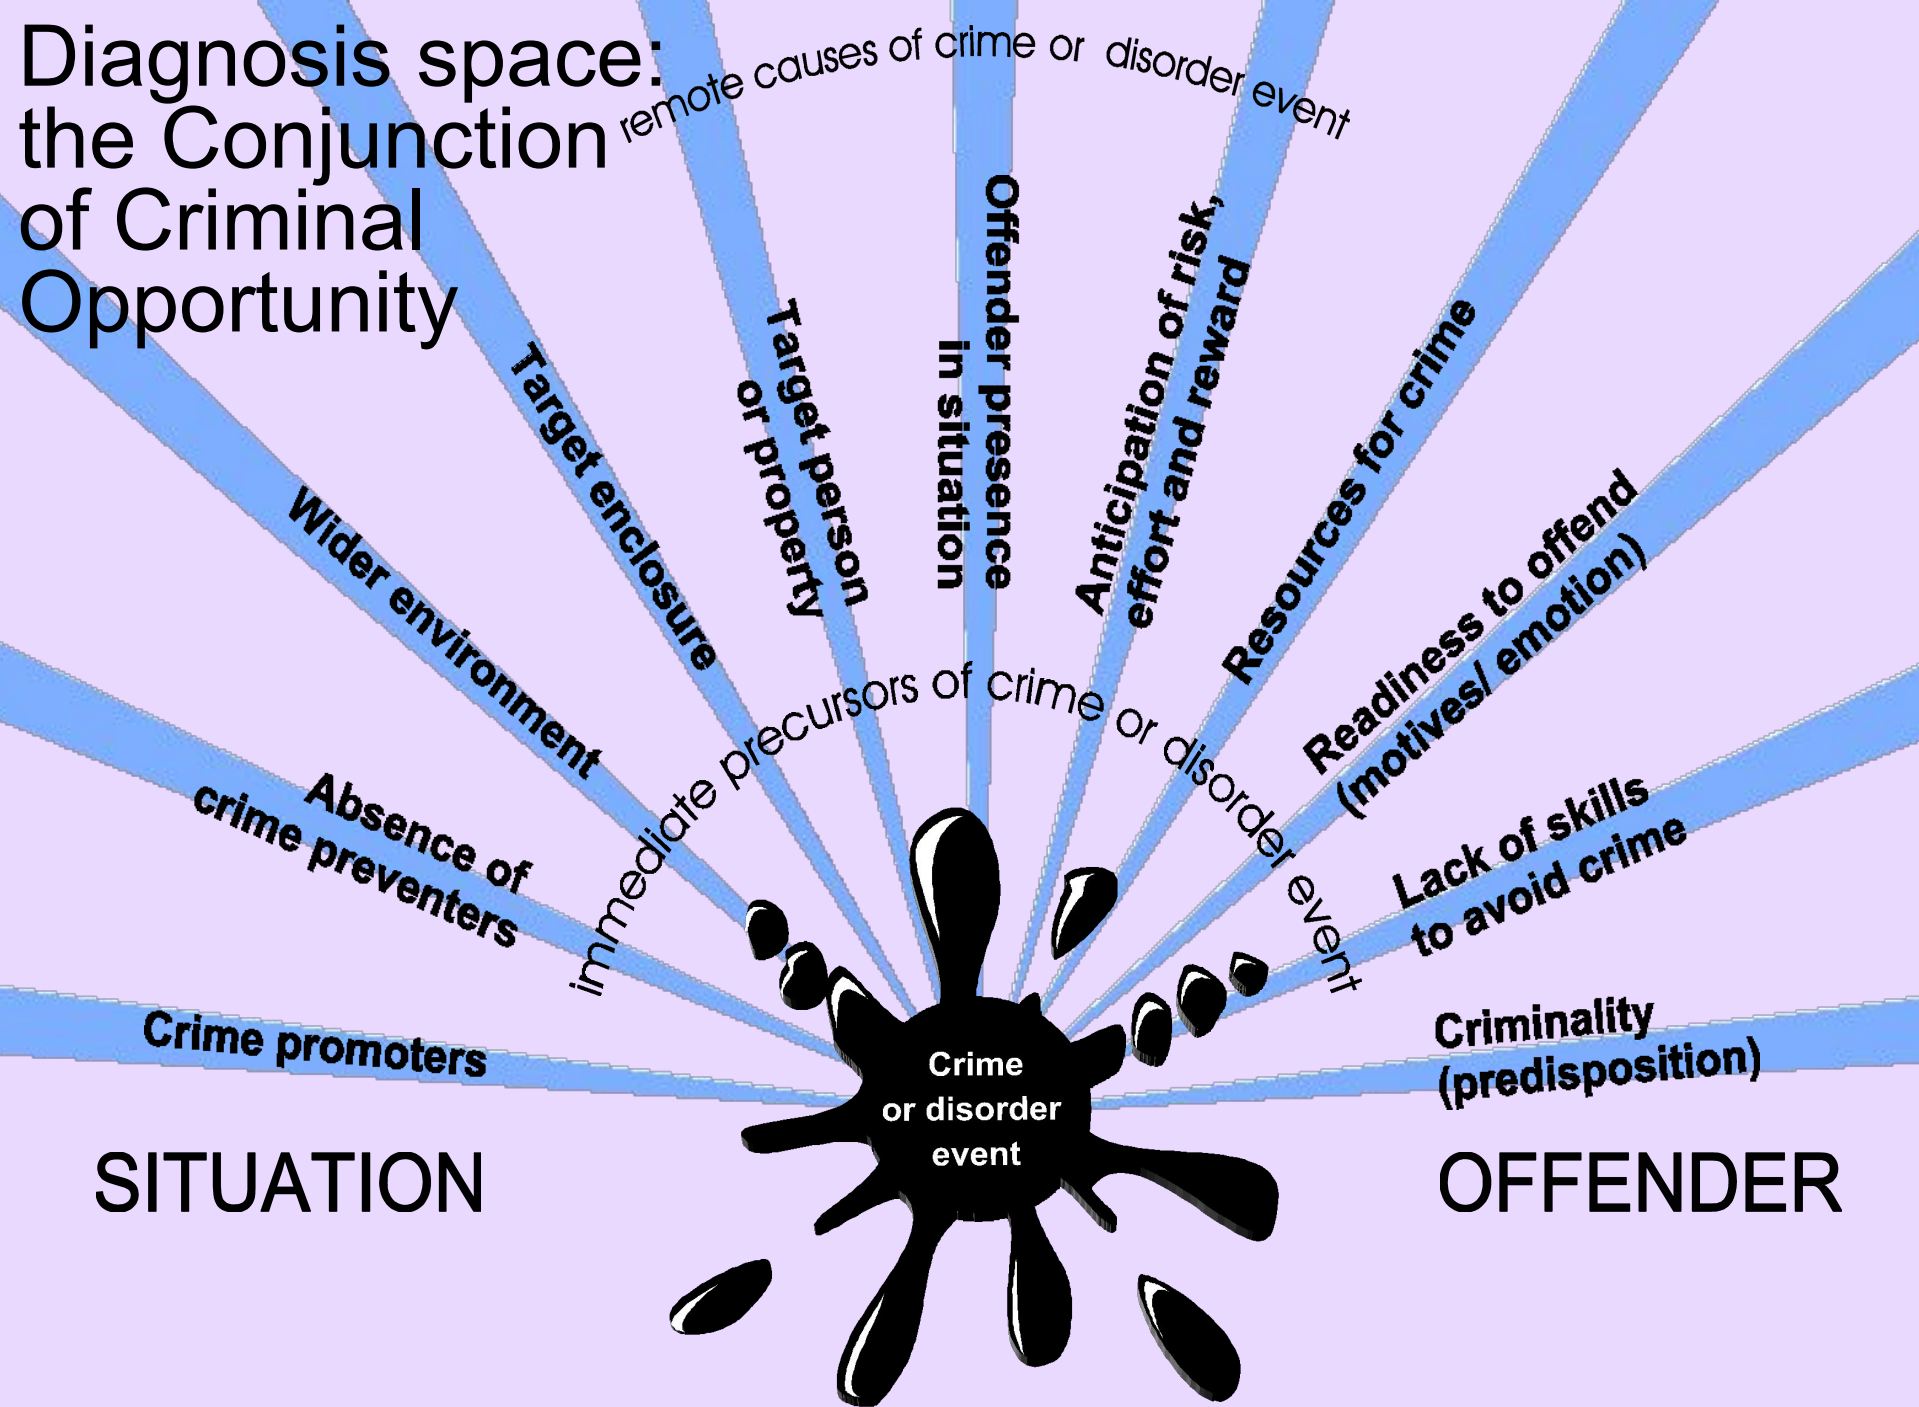 Diagnosis space:
the Conjunction
of Criminal
Opportunity
remote causes of crime or disorder event
Crime promoters
Absence of
crime preventers
Wider environment
Target enclosure
Target person
or property
Offender presence
in situation
Anticipation of risk,
effort and reward
Resources for crime
Readiness to offend
(motives/ emotion)
Lack of skills
to avoid crime
Criminality
(predisposition)
immediate precursors of crime or disorder event
Crime
or disorder
event
SITUATION
OFFENDER